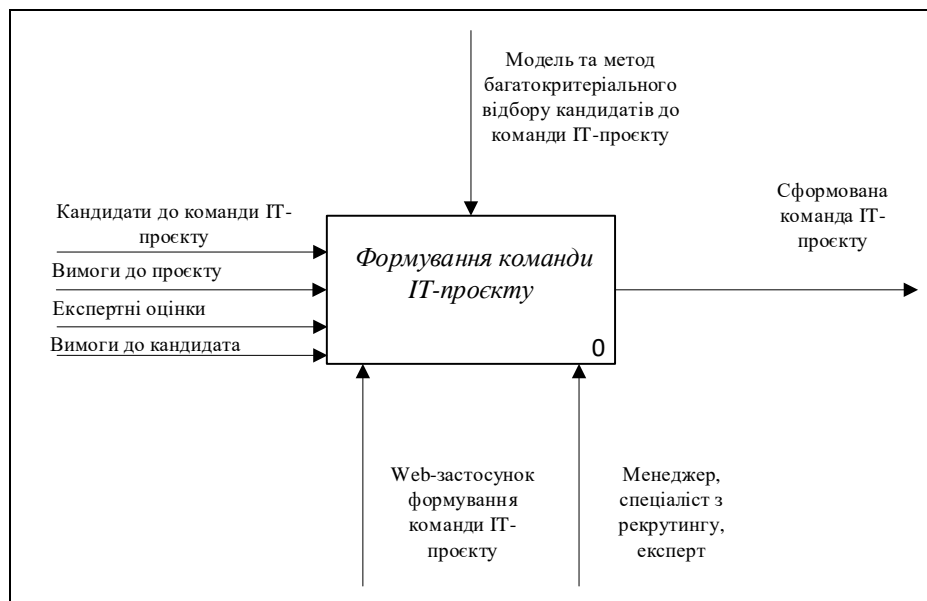 Модель та метод
багатокритеріального
відбору кандидатів до
команди ІТ-проєкту
Кандидати до команди ІТ-
проєкту
Вимоги до проєкту
Експертні оцінки
Вимоги до кандидата
Формування команди
ІТ-проєкту
0
Сформована
команда ІТ-
проєкту
Web-застосунок
формування
команди ІТ-
проєкту
Менеджер,
спеціаліст з
рекрутингу,
експерт